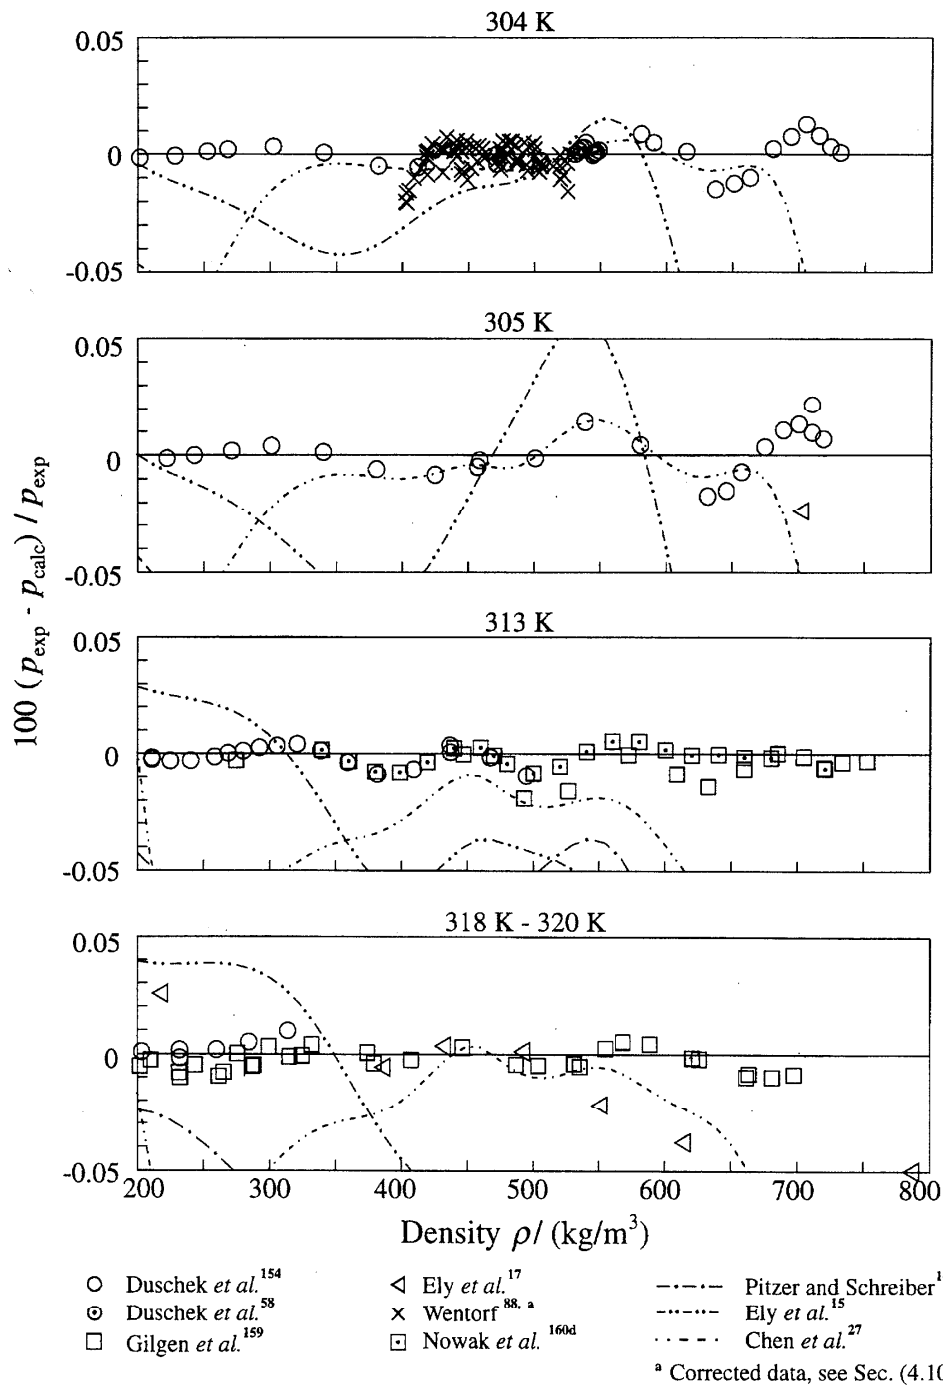 304 K
0.05
0
-0.05
305 K
0.05
0
-0.05
100 (p_exp - p_calc) / p_exp
313 K
0.05
0
-0.05
318 K - 320 K
0.05
0
-0.05
200 300 400 500 600 700 800
Density ρ/ (kg/m³)
Duschek et al.¹⁵⁴
Duschek et al.⁵⁸
Gilgen et al.¹⁵⁹
Ely et al.¹⁷
Wentorf ⁸⁸, ᵃ
Nowak et al. ¹⁶⁰ᵈ
Pitzer and Schreiber
Ely et al.¹⁵
Chen et al.²⁷
ᵃ Corrected data, see Sec.